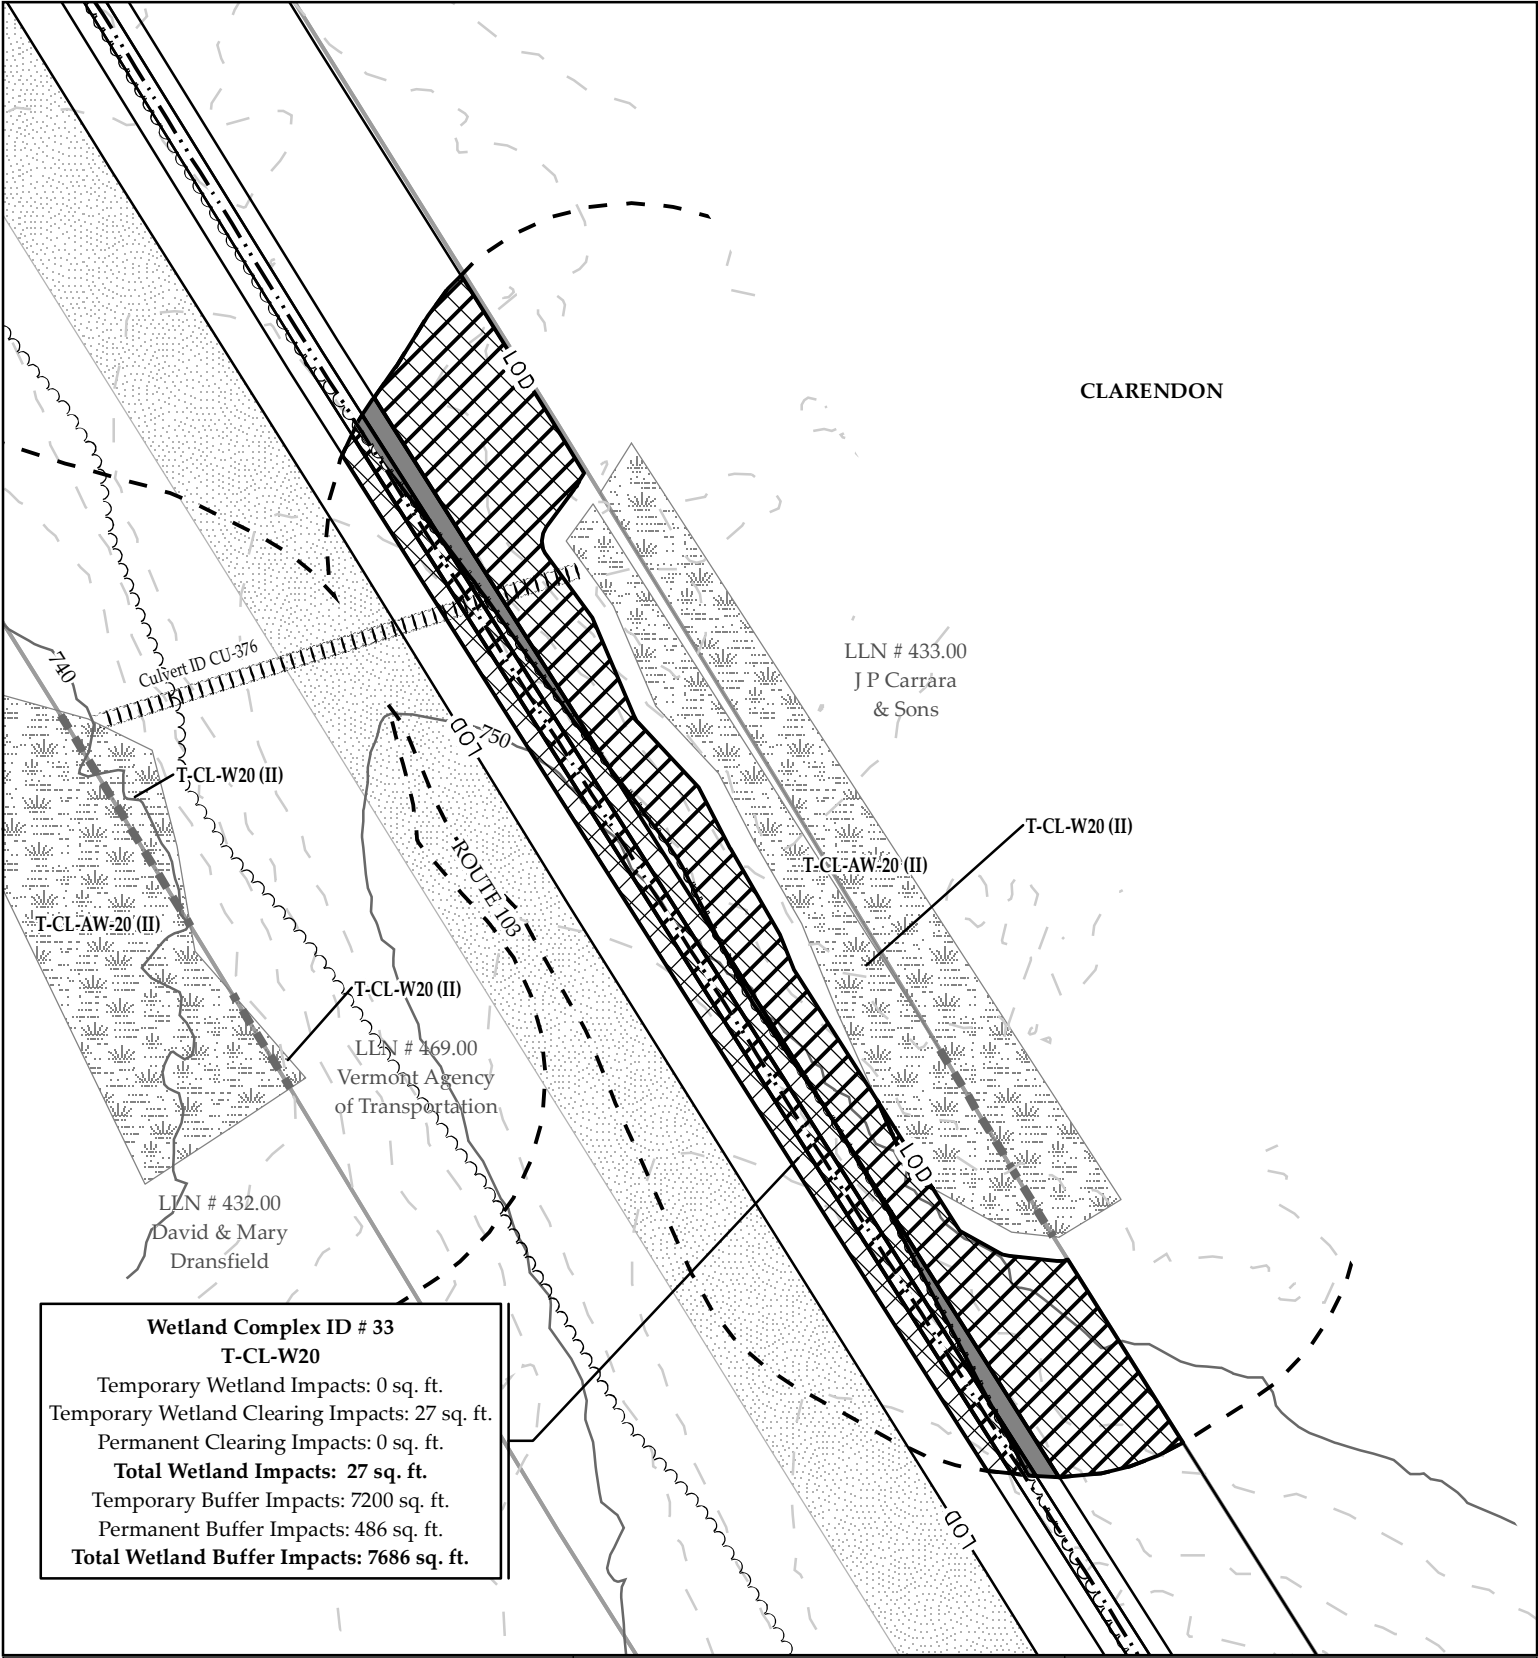 LOD
CLARENDON
Culvert ID CU-376
740
LLN # 433.00
J P Carrara
& Sons
LOD
750
T-CL-W20 (II)
T-CL-W20 (II)
ROUTE 103
T-CL-AW-20 (II)
T-CL-AW-20 (II)
T-CL-W20 (II)
LLN # 469.00
Vermont Agency
of Transportation
LOD
LLN # 432.00
David & Mary
Dransfield
Wetland Complex ID # 33
T-CL-W20
Temporary Wetland Impacts: 0 sq. ft.
Temporary Wetland Clearing Impacts: 27 sq. ft.
Permanent Clearing Impacts: 0 sq. ft.
Total Wetland Impacts: 27 sq. ft.
Temporary Buffer Impacts: 7200 sq. ft.
Permanent Buffer Impacts: 486 sq. ft.
Total Wetland Buffer Impacts: 7686 sq. ft.
LOD